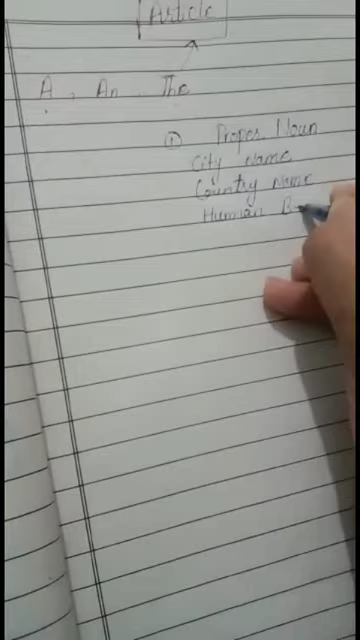 Article
A , An , The
① Proper Noun
City Name
Country Name
Human B